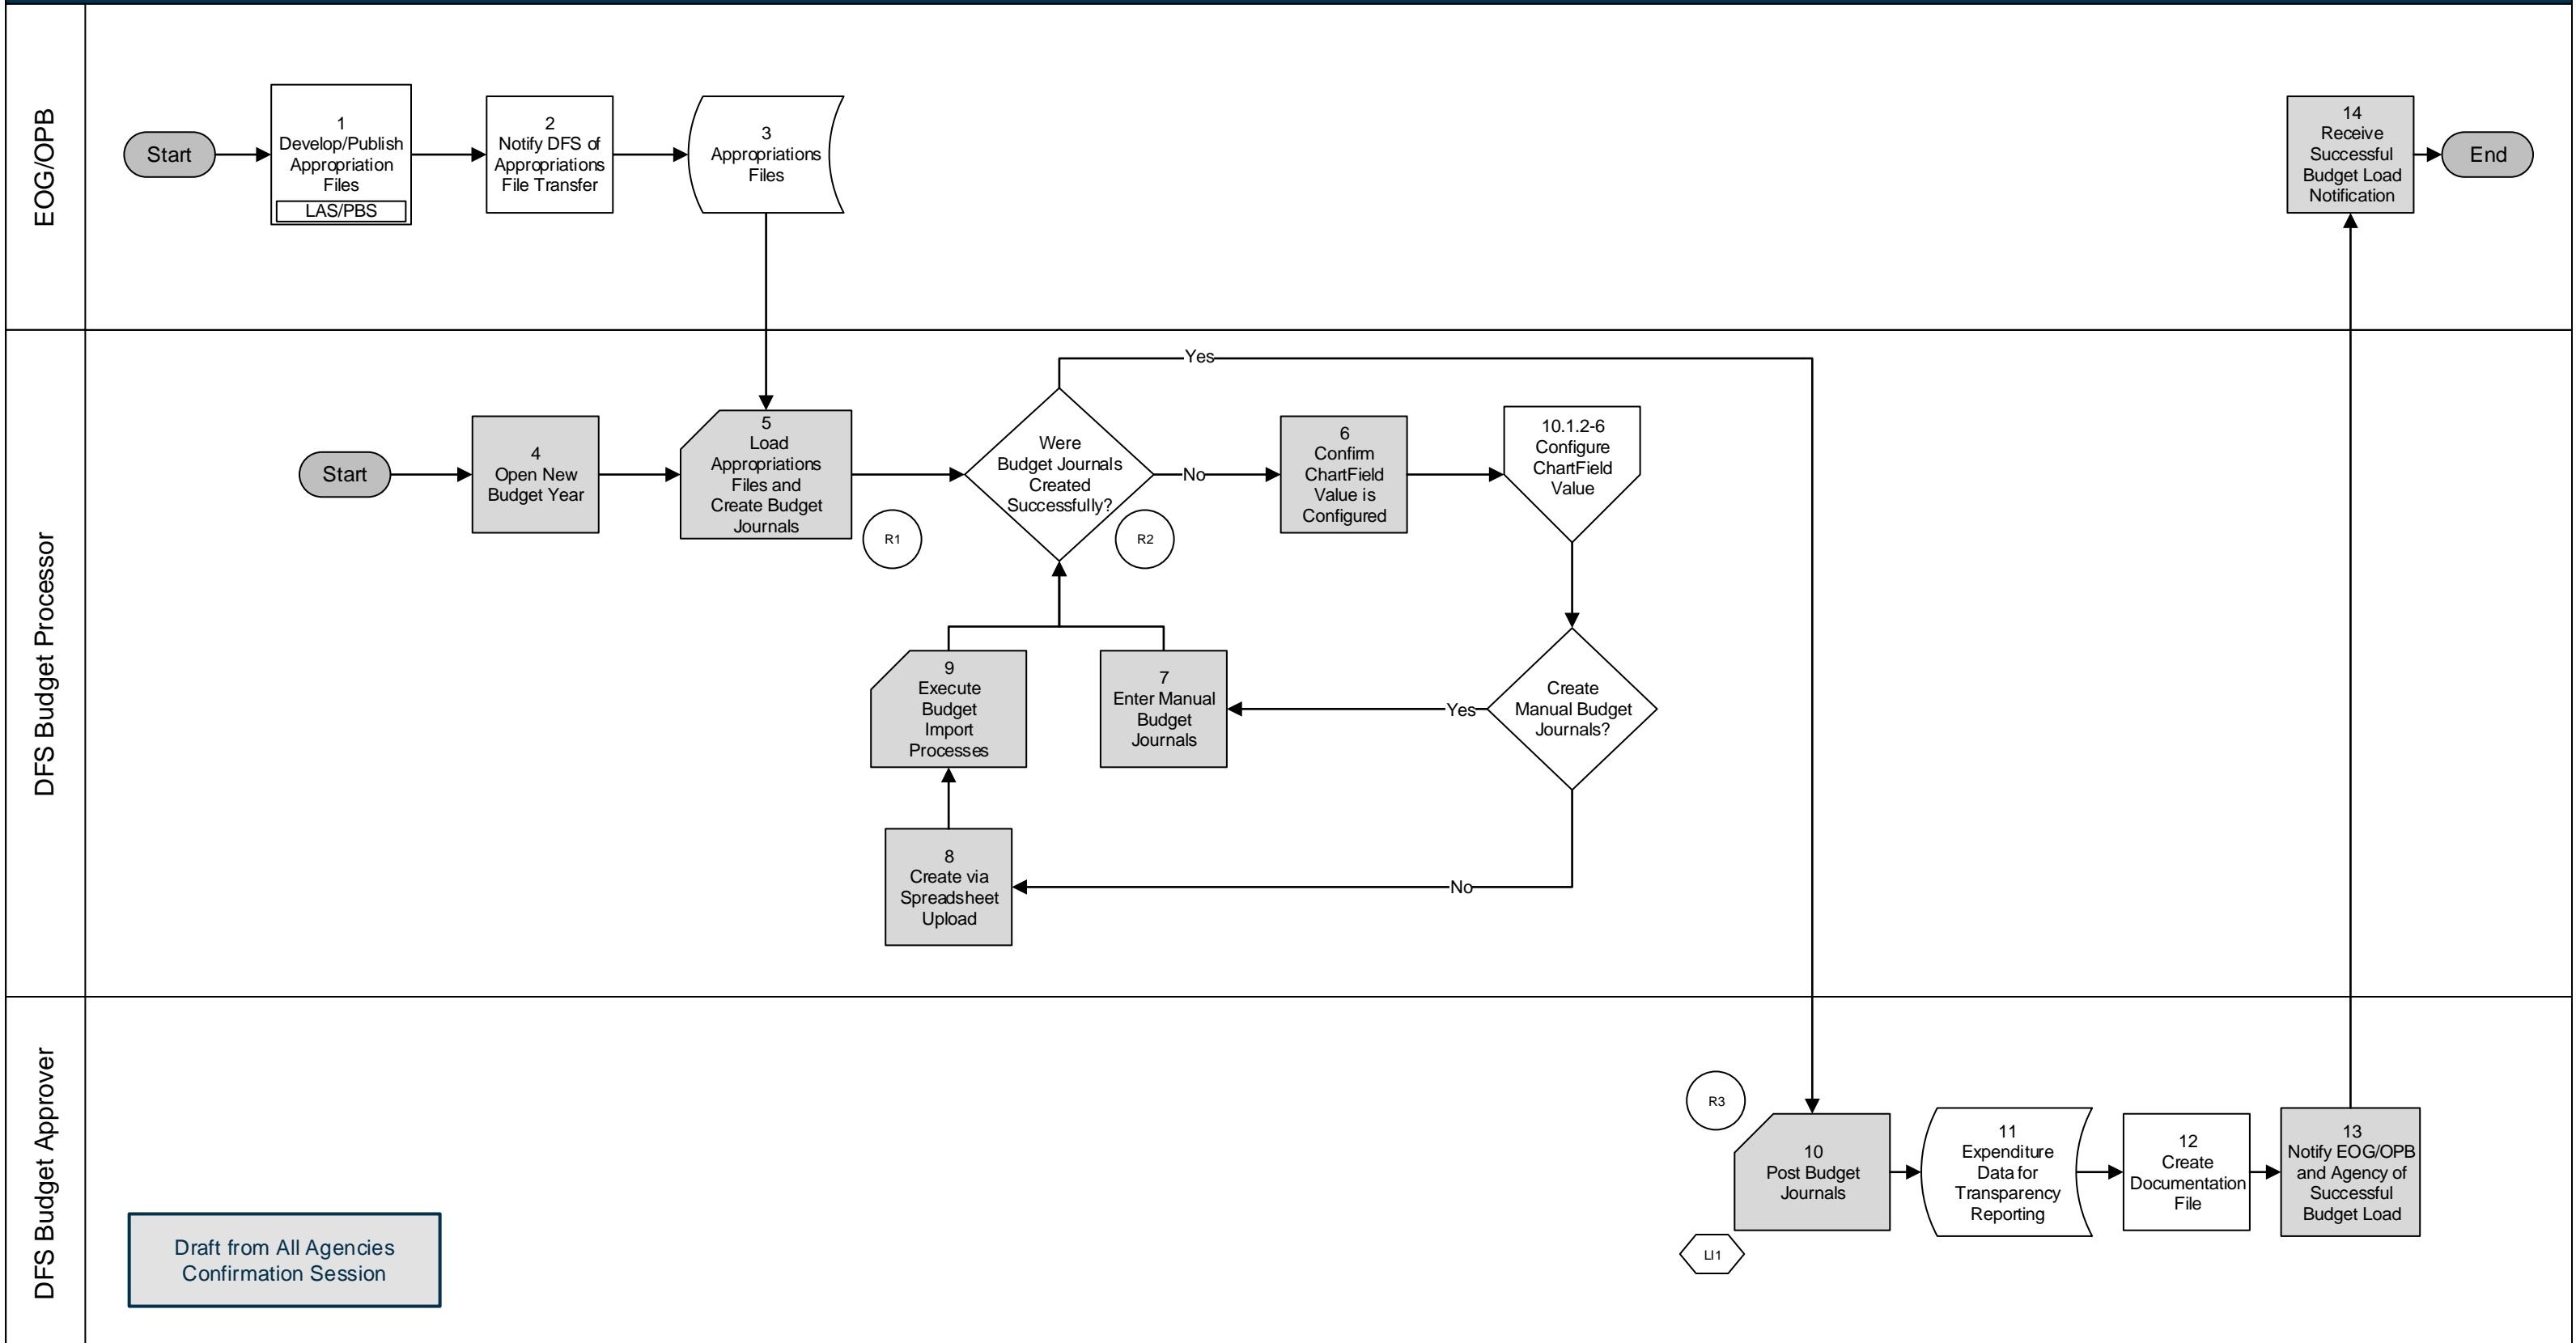 EOG/OPB
Start
1
Develop/Publish
Appropriation
Files
LAS/PBS
2
Notify DFS of
Appropriations
File Transfer
3
Appropriations
Files
14
Receive
Successful
Budget Load
Notification
End
DFS Budget Processor
Start
4
Open New
Budget Year
5
Load
Appropriations
Files and
Create Budget
Journals
R1
Were
Budget Journals
Created
Successfully?
R2
Yes
No
6
Confirm
ChartField
Value is
Configured
10.1.2-6
Configure
ChartField
Value
Create
Manual Budget
Journals?
Yes
No
7
Enter Manual
Budget
Journals
8
Create via
Spreadsheet
Upload
9
Execute
Budget
Import
Processes
DFS Budget Approver
Draft from All Agencies
Confirmation Session
R3
10
Post Budget
Journals
LI1
11
Expenditure
Data for
Transparency
Reporting
12
Create
Documentation
File
13
Notify EOG/OPB
and Agency of
Successful
Budget Load